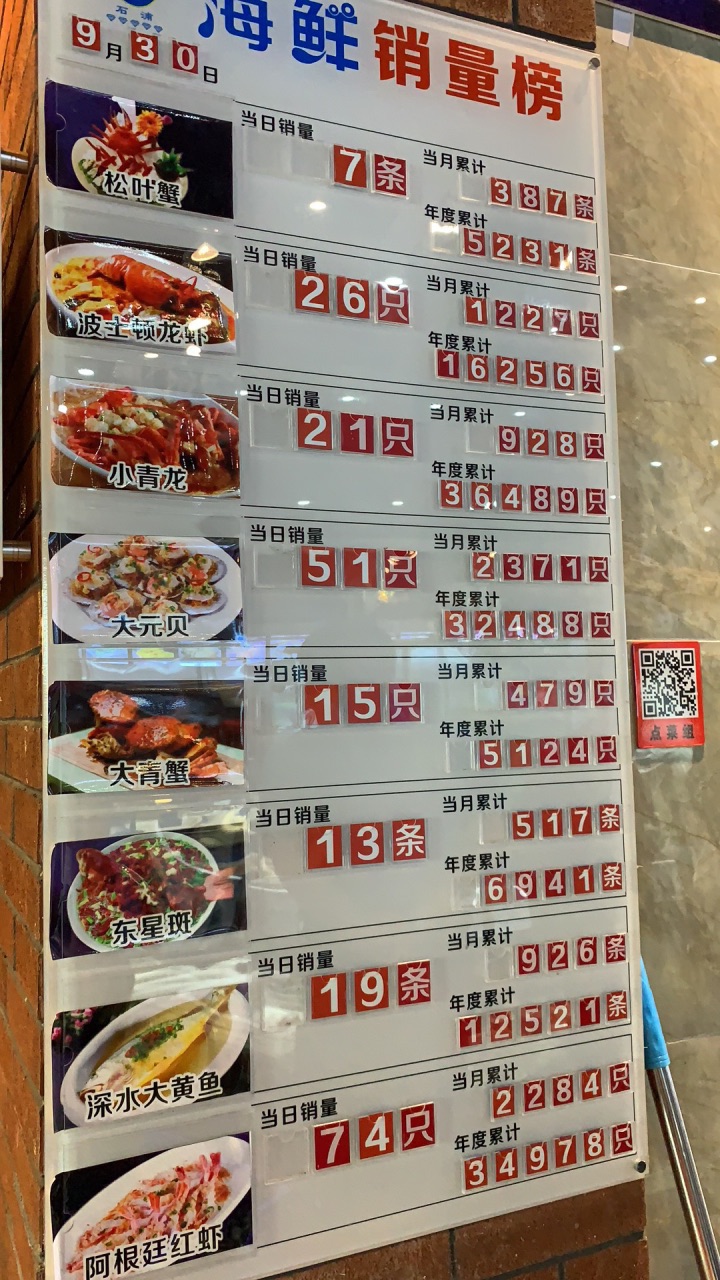 石浦
海鲜销量榜
9月30日
松叶蟹
当日销量
7条
当月累计
387条
年度累计
5231条
波士顿龙虾
当日销量
26只
当月累计
1227只
年度累计
16256只
小青龙
当日销量
21只
当月累计
928只
年度累计
36489只
大元贝
当日销量
51只
当月累计
2371只
年度累计
32488只
大青蟹
当日销量
15只
当月累计
479只
年度累计
5124只
东星斑
当日销量
13条
当月累计
517条
年度累计
6941条
深水大黄鱼
当日销量
19条
当月累计
926条
年度累计
12521条
阿根廷红虾
当日销量
74只
当月累计
2284只
年度累计
34978只
点菜组